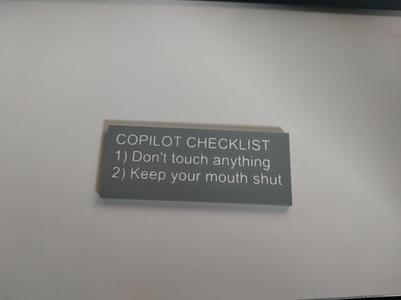 COPILOT CHECKLIST
1) Don't touch anything
2) Keep your mouth shut